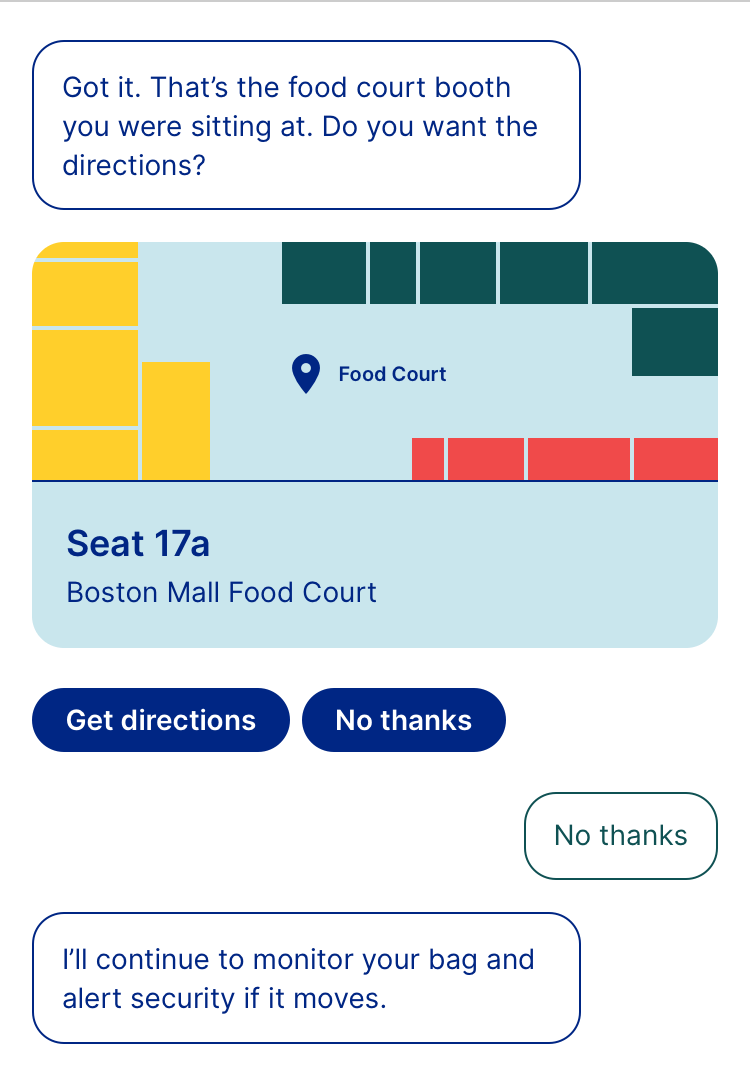 Got it. That’s the food court booth
you were sitting at. Do you want the
directions?
Food Court
Seat 17a
Boston Mall Food Court
Get directions
No thanks
No thanks
I’ll continue to monitor your bag and
alert security if it moves.